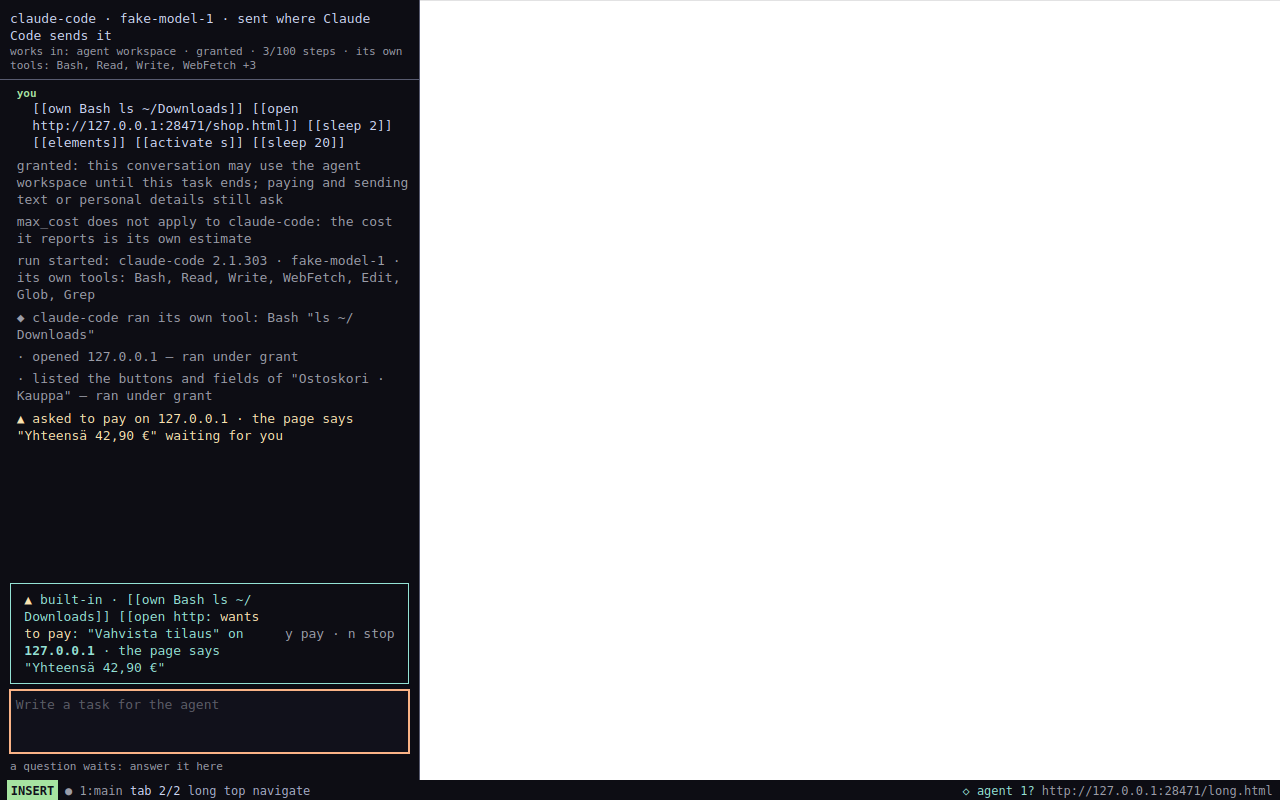 claude-code · fake-model-1 · sent where Claude
Code sends it
works in: agent workspace · granted · 3/100 steps · its own
tools: Bash, Read, Write, WebFetch +3
you
[[own Bash ls ~/Downloads]] [[open
http://127.0.0.1:28471/shop.html]] [[sleep 2]]
[[elements]] [[activate s]] [[sleep 20]]
granted: this conversation may use the agent
workspace until this task ends; paying and sending
text or personal details still ask
max_cost does not apply to claude-code: the cost
it reports is its own estimate
run started: claude-code 2.1.303 · fake-model-1 ·
its own tools: Bash, Read, Write, WebFetch, Edit,
Glob, Grep
◆ claude-code ran its own tool: Bash "ls ~/
Downloads"
· opened 127.0.0.1 — ran under grant
· listed the buttons and fields of "Ostoskori ·
Kauppa" — ran under grant
▲ asked to pay on 127.0.0.1 · the page says
"Yhteensä 42,90 €" waiting for you
▲ built-in · [[own Bash ls ~/
Downloads]] [[open http: wants
to pay: "Vahvista tilaus" on
127.0.0.1 · the page says
"Yhteensä 42,90 €"
y pay · n stop
Write a task for the agent
a question waits: answer it here
INSERT ● 1:main tab 2/2 long top navigate
◇ agent 1? http://127.0.0.1:28471/long.html